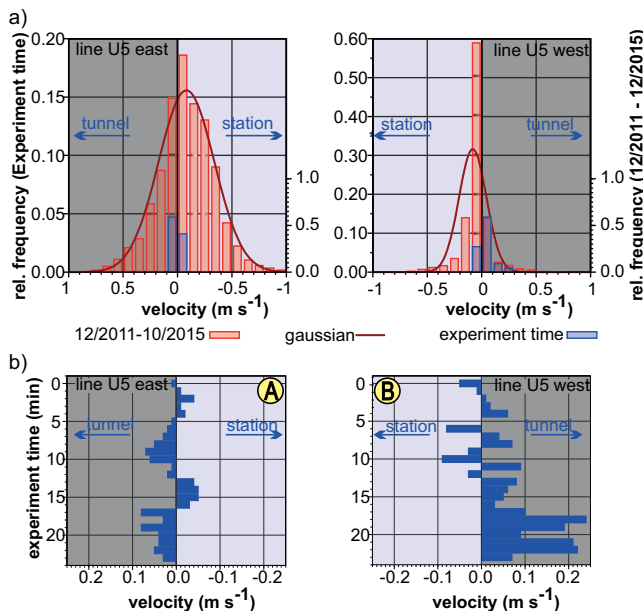 a)
line U5 east
line U5 west
rel. frequency (Experiment time)
0.20
0.15
0.10
0.05
0.00
1.0
0.5
0.0
tunnel
station
1 0.5 0 -0.5 -1
velocity (m s-1)
0.60
0.50
0.40
0.30
0.20
0.10
0.00
1.0
0.5
0.0
station
tunnel
-1 -0.5 0 0.5 1
velocity (m s-1)
rel. frequency (12/2011 - 12/2015)
12/2011-10/2015 gaussian experiment time
b)
line U5 east
A
B
line U5 west
experiment time (min)
0
5
10
15
20
tunnel
station
0.2 0.1 0.0 -0.1 -0.2
velocity (m s-1)
0
5
10
15
20
station
tunnel
-0.2 -0.1 0.0 0.1 0.2
velocity (m s-1)